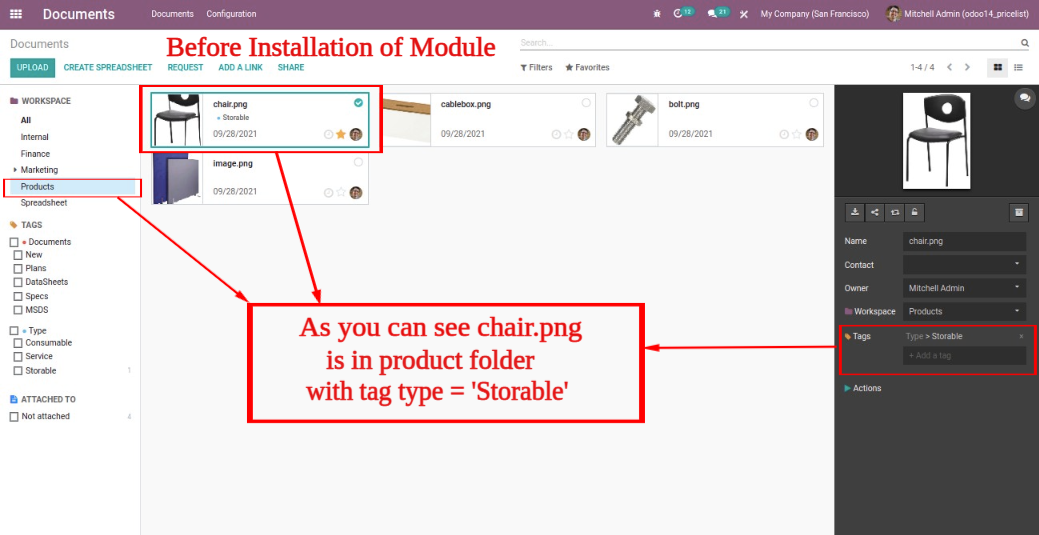 Documents
Documents
Configuration
12
21
My Company (San Francisco)
Mitchell Admin (odoo14_pricelist)
Documents
Before Installation of Module
Search...
UPLOAD
CREATE SPREADSHEET
REQUEST
ADD A LINK
SHARE
Filters
Favorites
1-4 / 4
WORKSPACE
All
Internal
Finance
Marketing
Products
Spreadsheet
TAGS
Documents
New
Plans
DataSheets
Specs
MSDS
Type
Consumable
Service
Storable 1
ATTACHED TO
Not attached 4
chair.png
Storable
09/28/2021
cablebox.png
09/28/2021
bolt.png
09/28/2021
image.png
09/28/2021
As you can see chair.png
is in product folder
with tag type = 'Storable'
Name chair.png
Contact
Owner Mitchell Admin
Workspace Products
Tags Type > Storable x
+ Add a tag
Actions